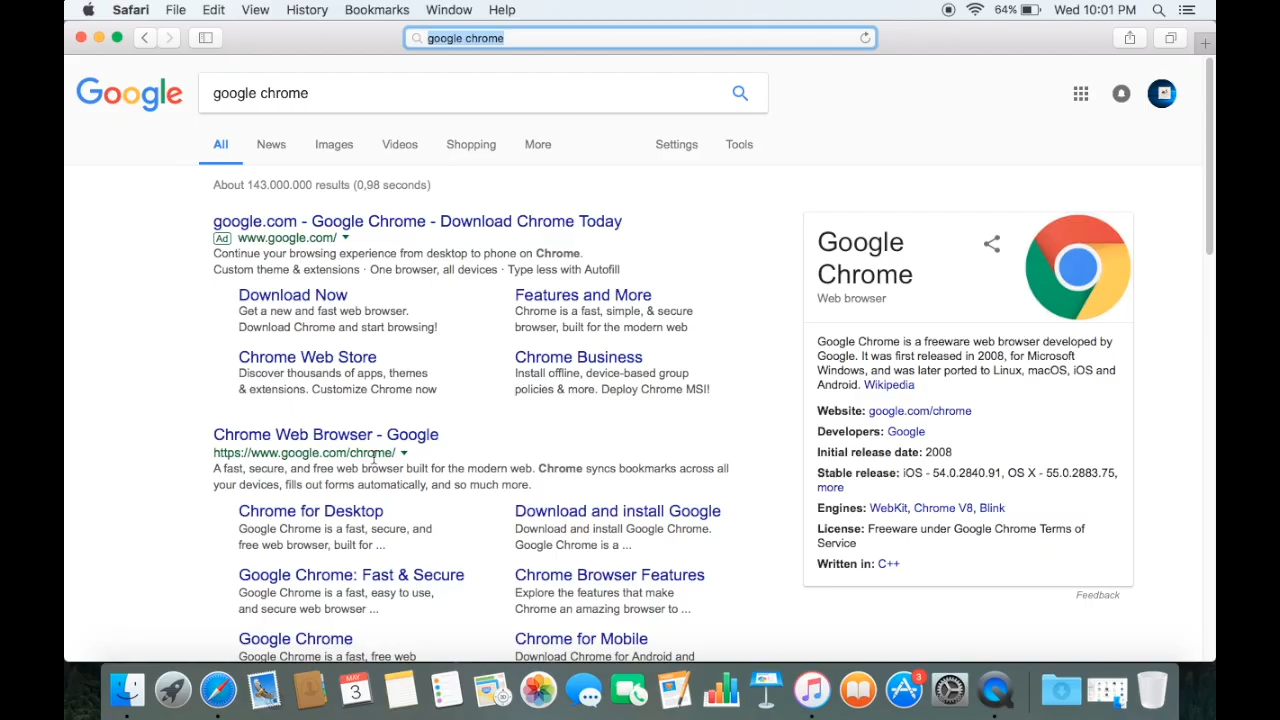 Safari File Edit View History Bookmarks Window Help 64% Wed 10:01 PM
google chrome
Google google chrome
All News Images Videos Shopping More Settings Tools
About 143.000.000 results (0,98 seconds)
google.com - Google Chrome - Download Chrome Today
Ad www.google.com/
Continue your browsing experience from desktop to phone on Chrome.
Custom theme & extensions · One browser, all devices · Type less with Autofill
Download Now
Get a new and fast web browser.
Download Chrome and start browsing!
Features and More
Chrome is a fast, simple, & secure
browser, built for the modern web
Chrome Web Store
Discover thousands of apps, themes
& extensions. Customize Chrome now
Chrome Business
Install offline, device-based group
policies & more. Deploy Chrome MSI!
Chrome Web Browser - Google
https://www.google.com/chrome/
A fast, secure, and free web browser built for the modern web. Chrome syncs bookmarks across all
your devices, fills out forms automatically, and so much more.
Chrome for Desktop
Google Chrome is a fast, secure, and
free web browser, built for ...
Download and install Google
Download and install Google Chrome.
Google Chrome is a ...
Google Chrome: Fast & Secure
Google Chrome is a fast, easy to use,
and secure web browser ...
Chrome Browser Features
Explore the features that make
Chrome an amazing browser to ...
Google Chrome
Google Chrome is a fast, free web
Chrome for Mobile
Download Chrome for Android and
Google
Chrome
Web browser
Google Chrome is a freeware web browser developed by
Google. It was first released in 2008, for Microsoft
Windows, and was later ported to Linux, macOS, iOS and
Android. Wikipedia
Website: google.com/chrome
Developers: Google
Initial release date: 2008
Stable release: iOS - 54.0.2840.91, OS X - 55.0.2883.75,
more
Engines: WebKit, Chrome V8, Blink
License: Freeware under Google Chrome Terms of
Service
Written in: C++
Feedback
MAY
3
3